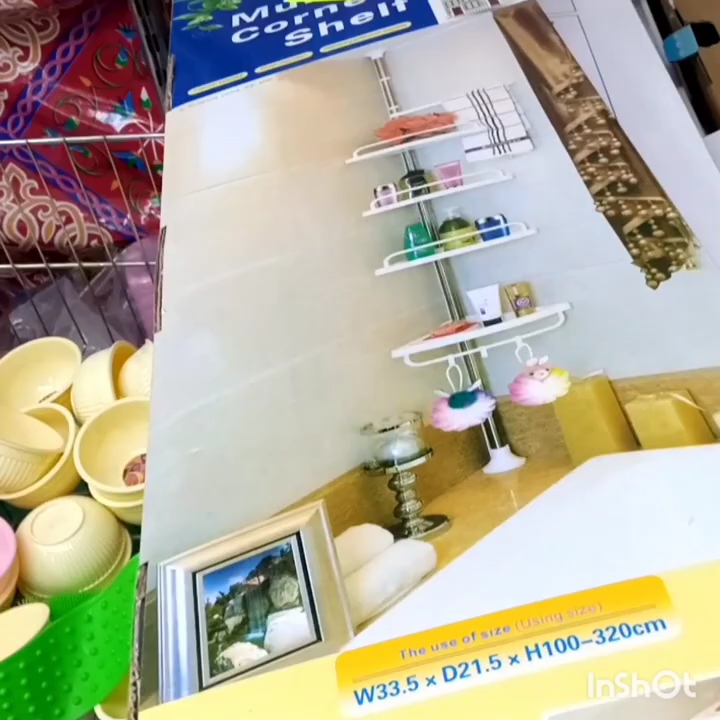 Corner
Shelf
The use of size (Using size)
W33.5 × D21.5 × H100-320cm
InShOt